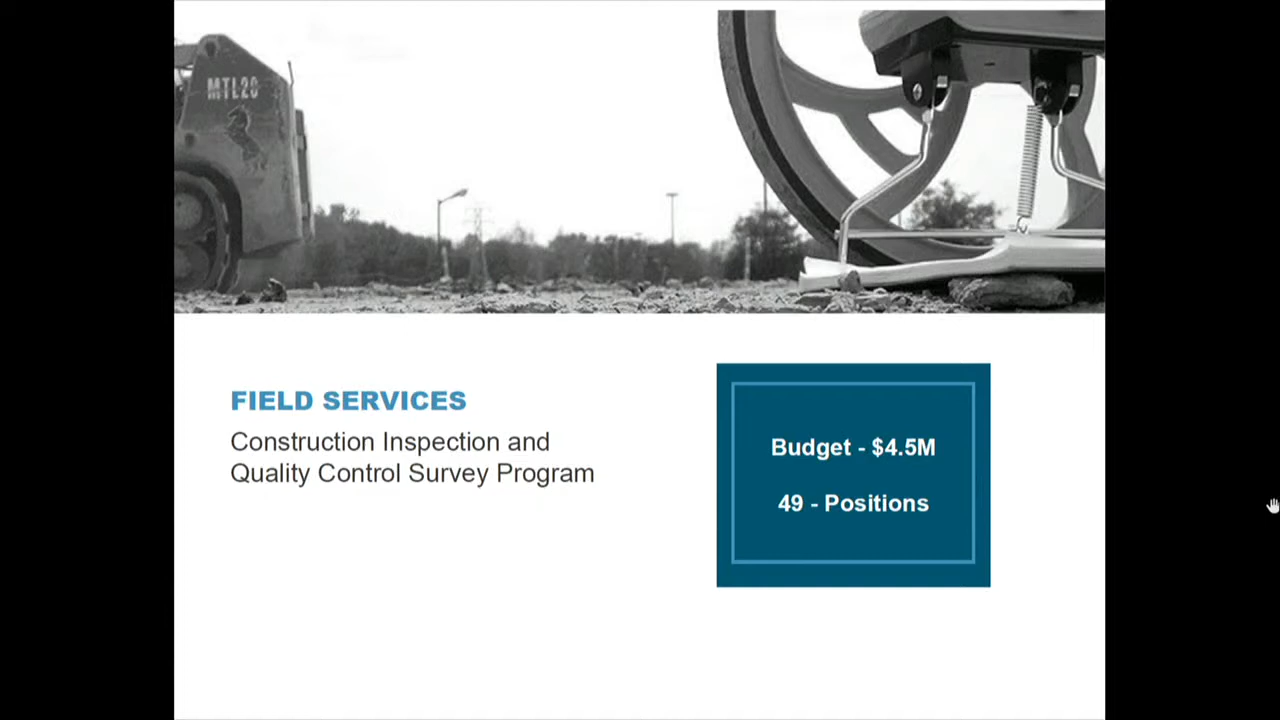 MTL20
FIELD SERVICES
Construction Inspection and
Quality Control Survey Program
Budget - $4.5M
49 - Positions